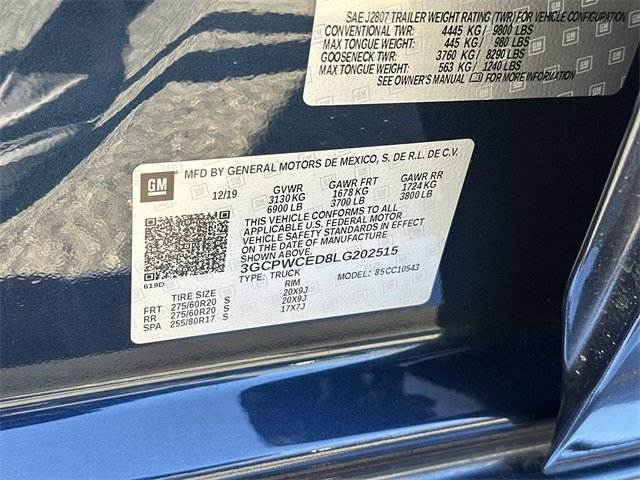 SAE J2807 TRAILER WEIGHT RATING (TWR) FOR VEHICLE CONFIGURATION
CONVENTIONAL TWR: 4445 KG/ 9800 LBS
MAX TONGUE WEIGHT: 445 KG/ 980 LBS
GOOSENECK TWR: 3760 KG/ 8290 LBS
MAX TONGUE WEIGHT: 563 KG/ 1240 LBS
SEE OWNER'S MANUAL FOR MORE INFORMATION
GM MFD BY GENERAL MOTORS DE MEXICO, S. DE R.L. DE C.V.
12/19 GVWR GAWR FRT GAWR RR
3130 KG 1678 KG 1724 KG
6900 LB 3700 LB 3800 LB
THIS VEHICLE CONFORMS TO ALL
APPLICABLE U.S. FEDERAL MOTOR
VEHICLE SAFETY STANDARDS IN EFFECT
ON THE DATE OF MANUFACTURE
3GCPWCED8LG202515
619D TYPE: TRUCK MODEL: 85CC10543
TIRE SIZE RIM
FRT 275/60R20 S 20X9J
RR 275/60R20 S 20X9J
SPA 255/80R17 S 17X7J